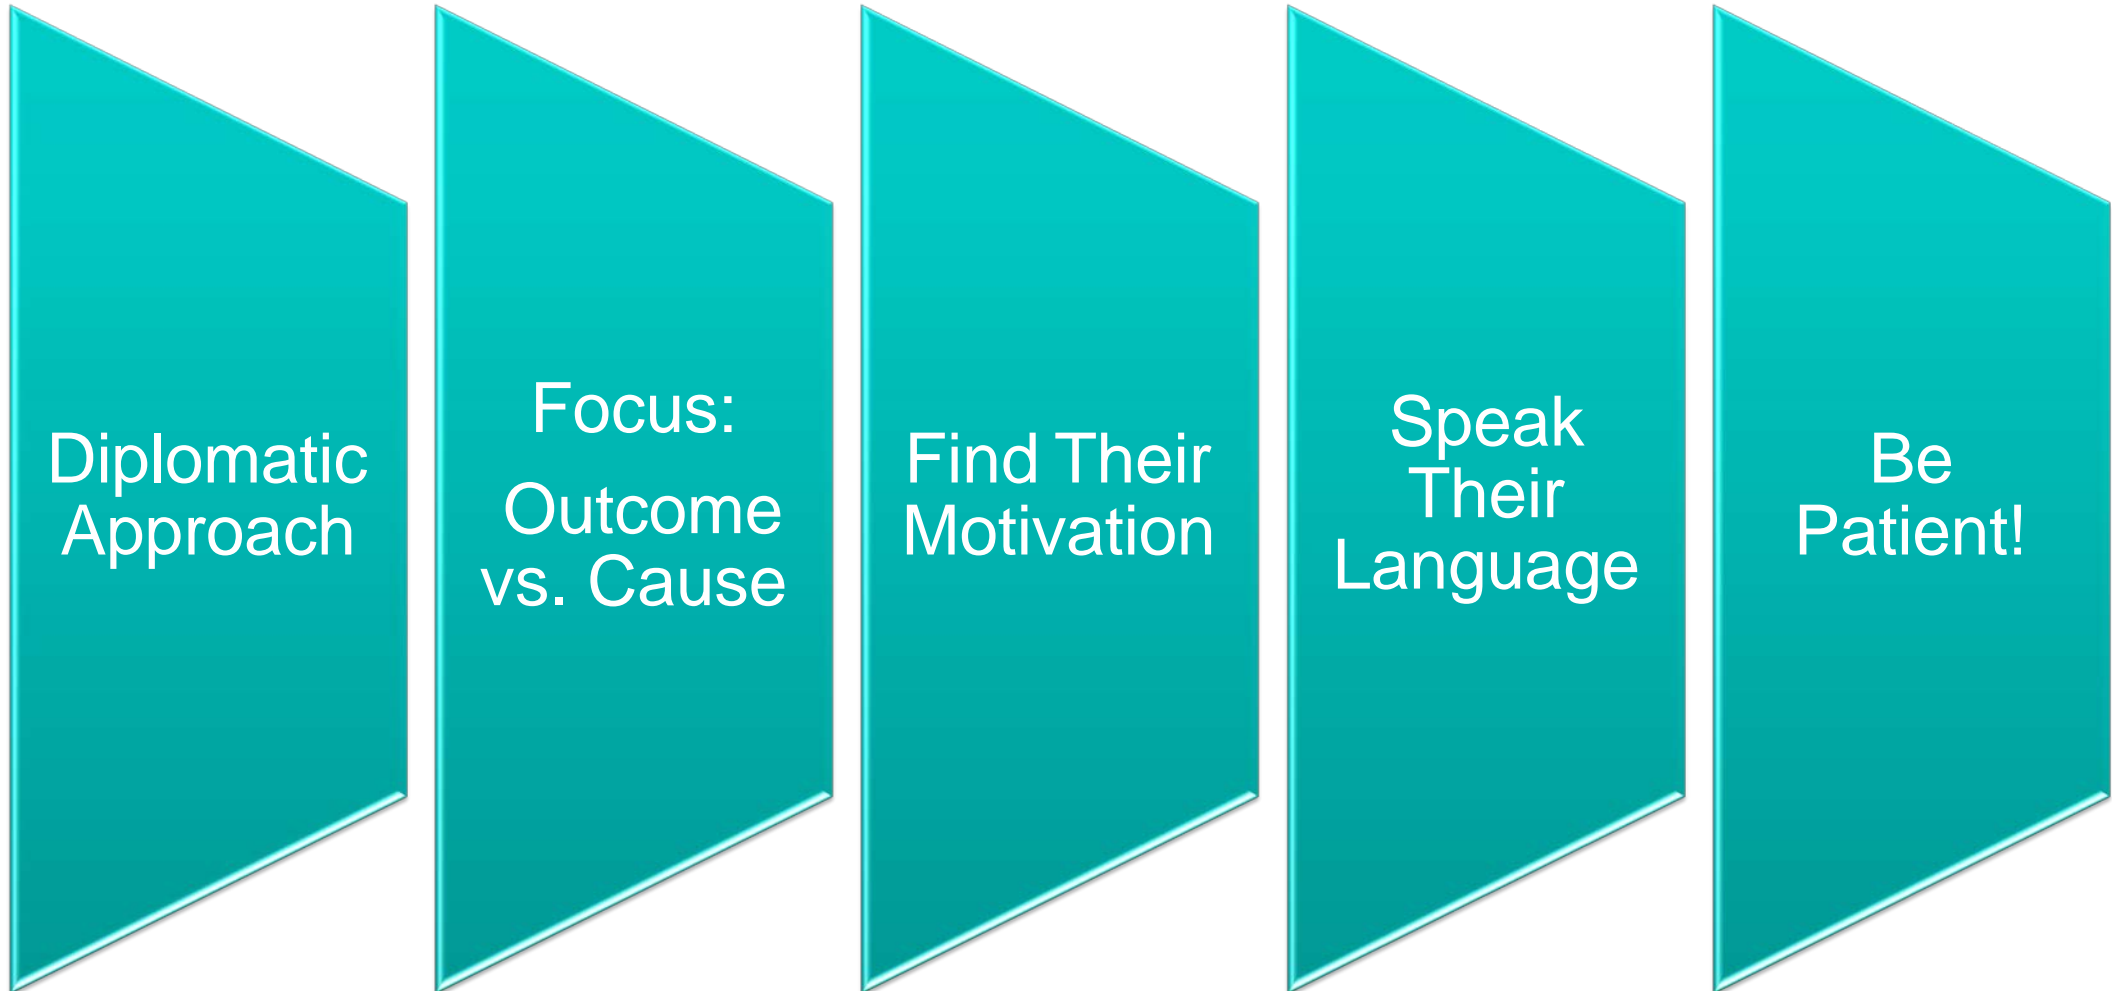 Diplomatic
Approach
Focus:
Outcome
vs. Cause
Find Their
Motivation
Speak
Their
Language
Be
Patient!